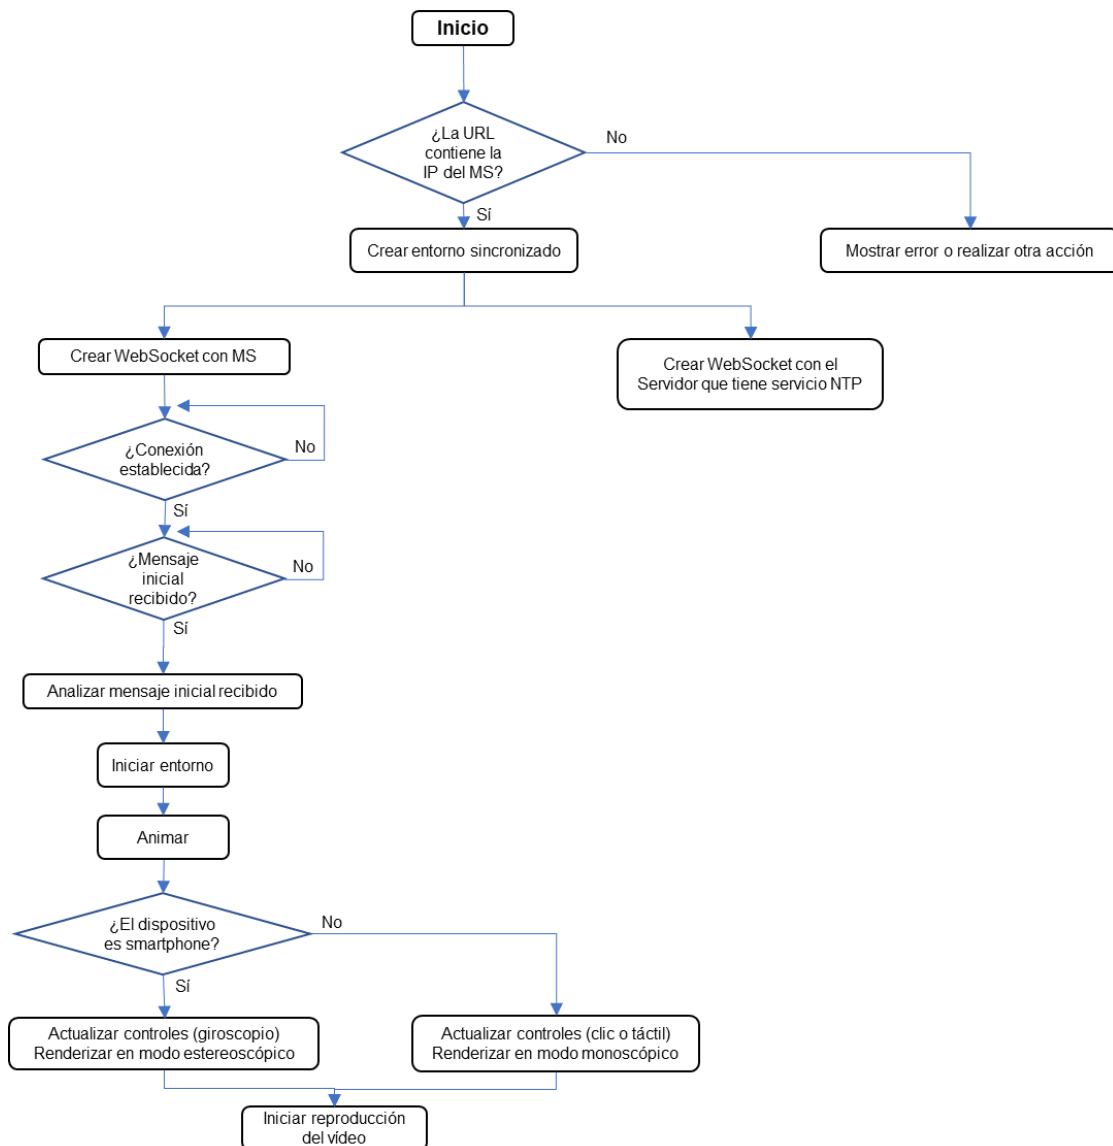 Inicio
¿La URL
contiene la
IP del MS?
No
Sí
Crear entorno sincronizado
Mostrar error o realizar otra acción
Crear WebSocket con MS
Crear WebSocket con el
Servidor que tiene servicio NTP
¿Conexión
establecida?
No
Sí
¿Mensaje
inicial
recibido?
No
Sí
Analizar mensaje inicial recibido
Iniciar entorno
Animar
¿El dispositivo
es smartphone?
No
Sí
Actualizar controles (giroscopio)
Renderizar en modo estereoscópico
Actualizar controles (clic o táctil)
Renderizar en modo monoscópico
Iniciar reproducción
del vídeo